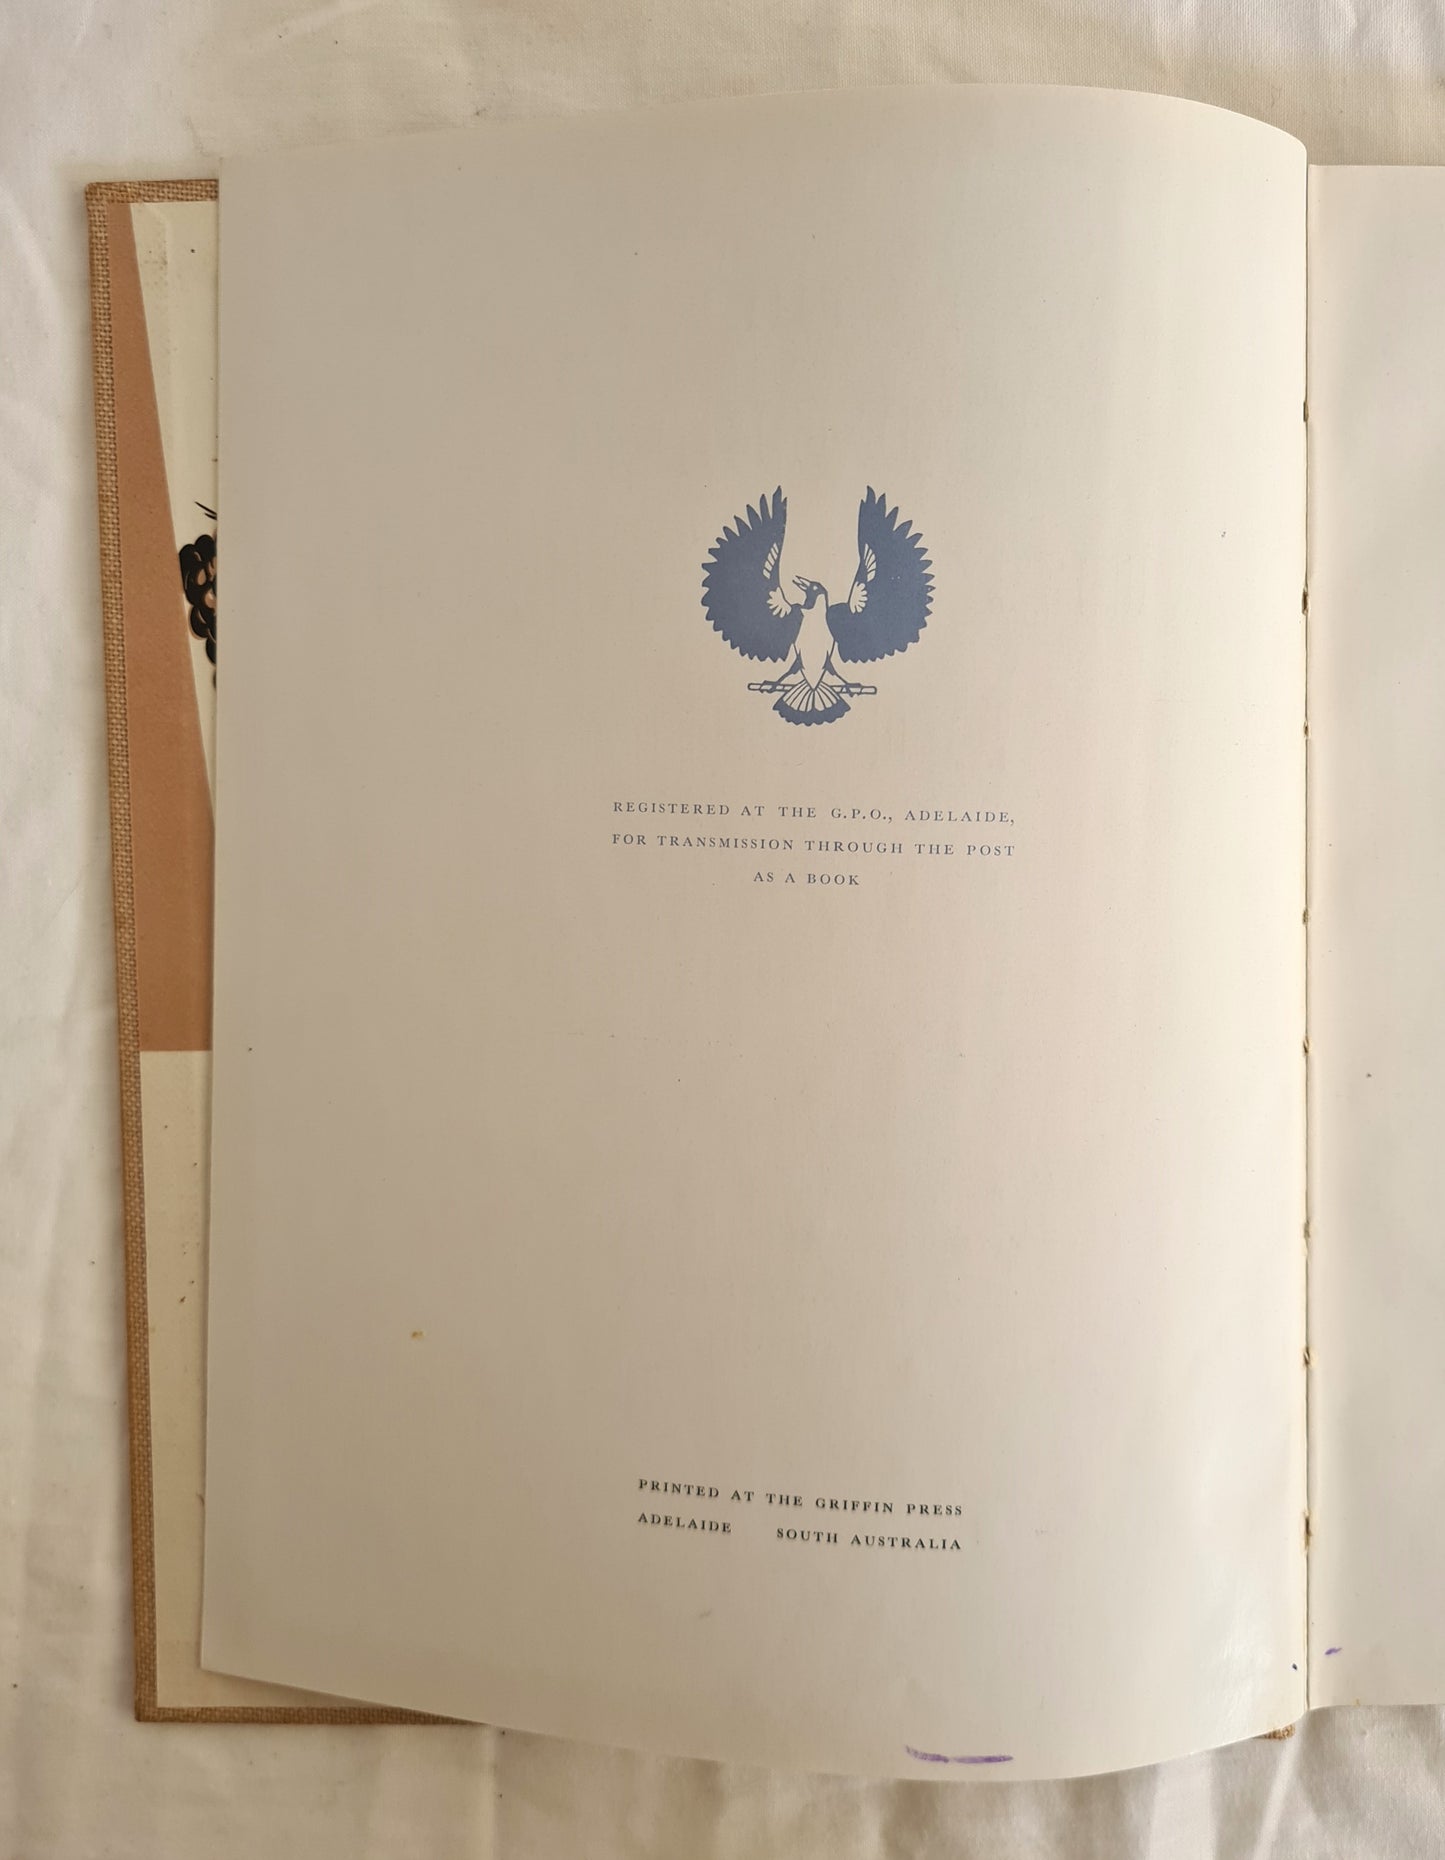 REGISTERED AT THE G.P.O., ADELAIDE,
FOR TRANSMISSION THROUGH THE POST
AS A BOOK
PRINTED AT THE GRIFFIN PRESS
ADELAIDE SOUTH AUSTRALIA